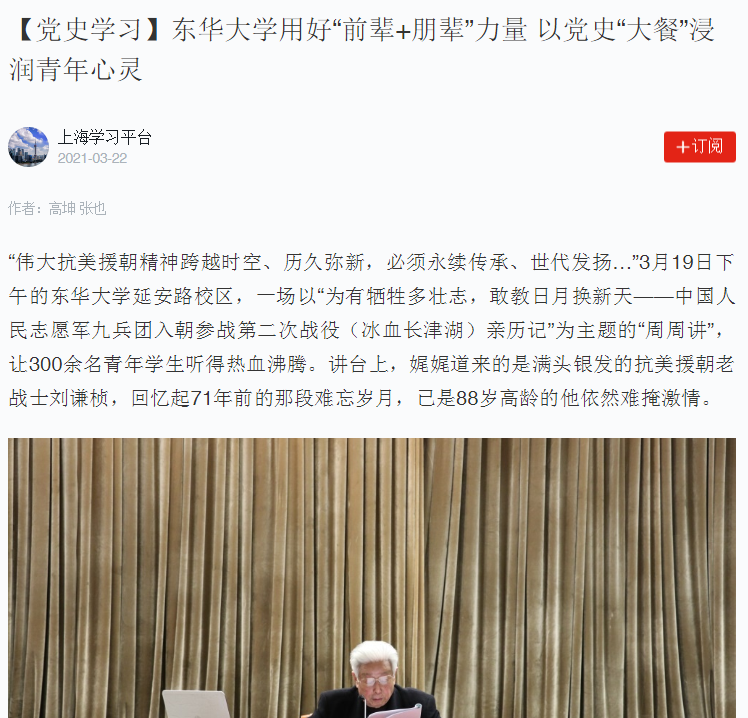 【党史学习】东华大学用好“前辈+朋辈”力量 以党史“大餐”浸
润青年心灵
上海学习平台
2021-03-22
+订阅
作者：高坤 张也
“伟大抗美援朝精神跨越时空、历久弥新，必须永续传承、世代发扬...”3月19日下
午的东华大学延安路校区，一场以“为有牺牲多壮志，敢教日月换新天——中国人
民志愿军九兵团入朝参战第二次战役（冰血长津湖）亲历记”为主题的“周周讲”，
让300余名青年学生听得热血沸腾。讲台上，娓娓道来的是满头银发的抗美援朝老
战士刘谦桢，回忆起71年前的那段难忘岁月，已是88岁高龄的他依然难掩激情。